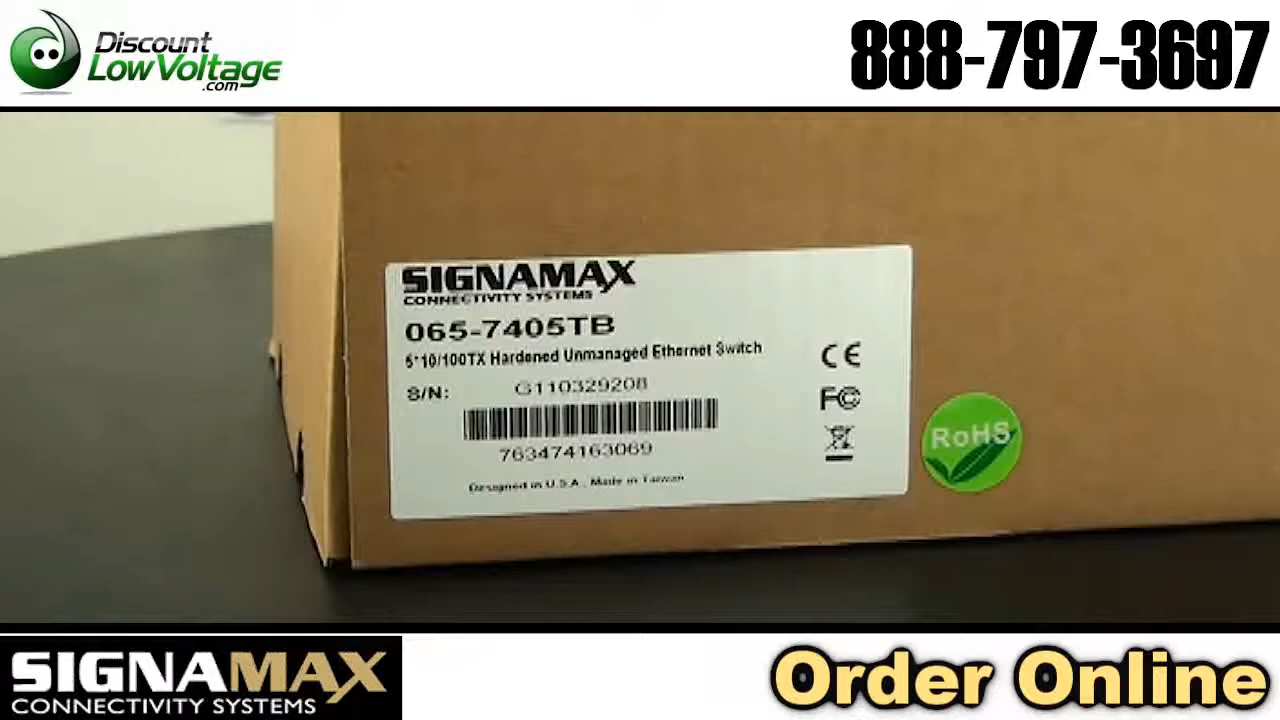 Discount
LowVoltage
.com
888-797-3697
SIGNAMAX
CONNECTIVITY SYSTEMS
065-7405TB
5*10/100TX Hardened Unmanaged Ethernet Switch
S/N: G110329208
763474163069
Designed in U.S.A. Made in Taiwan
CE
FC
RoHS
SIGNAMAX
CONNECTIVITY SYSTEMS
Order Online